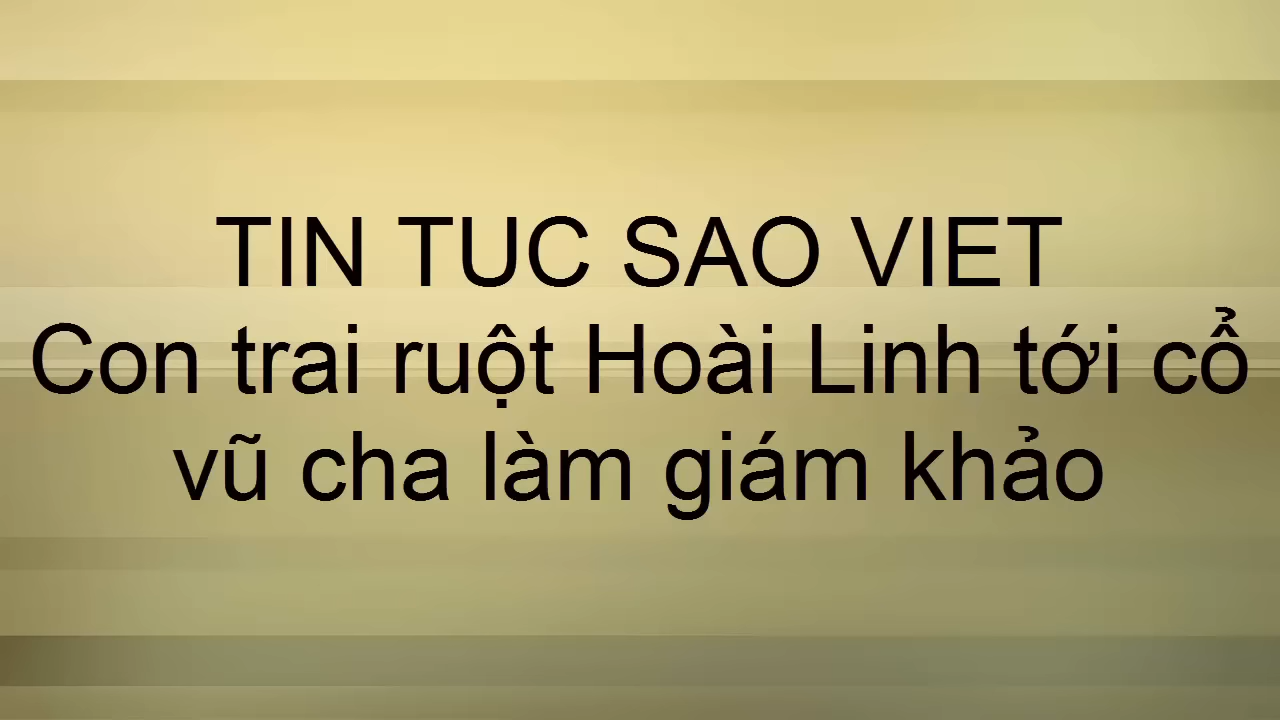 TIN TUC SAO VIET
Con trai ruột Hoài Linh tới cổ
vũ cha làm giám khảo